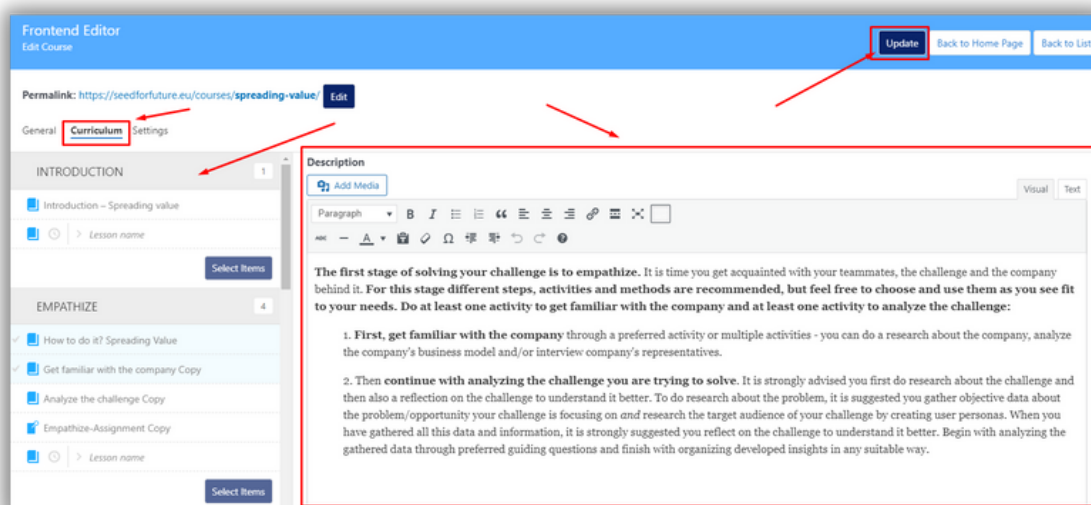 Frontend Editor
Edit Course
Update
Back to Home Page
Back to List
Permalink: https://seedforfuture.eu/courses/spreading-value/
Edit
General
Curriculum
Settings
INTRODUCTION
1
Introduction – Spreading value
Lesson name
Select Items
EMPATHIZE
4
How to do it? Spreading Value
Get familiar with the company Copy
Analyze the challenge Copy
Empathize-Assignment Copy
Lesson name
Select Items
Description
Add Media
Visual
Text
Paragraph
B I
ABC
A
Ω
The first stage of solving your challenge is to empathize. It is time you get acquainted with your teammates, the challenge and the company
behind it. For this stage different steps, activities and methods are recommended, but feel free to choose and use them as you see fit
to your needs. Do at least one activity to get familiar with the company and at least one activity to analyze the challenge:
1. First, get familiar with the company through a preferred activity or multiple activities - you can do a research about the company, analyze
the company's business model and/or interview company's representatives.
2. Then continue with analyzing the challenge you are trying to solve. It is strongly advised you first do research about the challenge and
then also a reflection on the challenge to understand it better. To do research about the problem, it is suggested you gather objective data about
the problem/opportunity your challenge is focusing on and research the target audience of your challenge by creating user personas. When you
have gathered all this data and information, it is strongly suggested you reflect on the challenge to understand it better. Begin with analyzing the
gathered data through preferred guiding questions and finish with organizing developed insights in any suitable way.